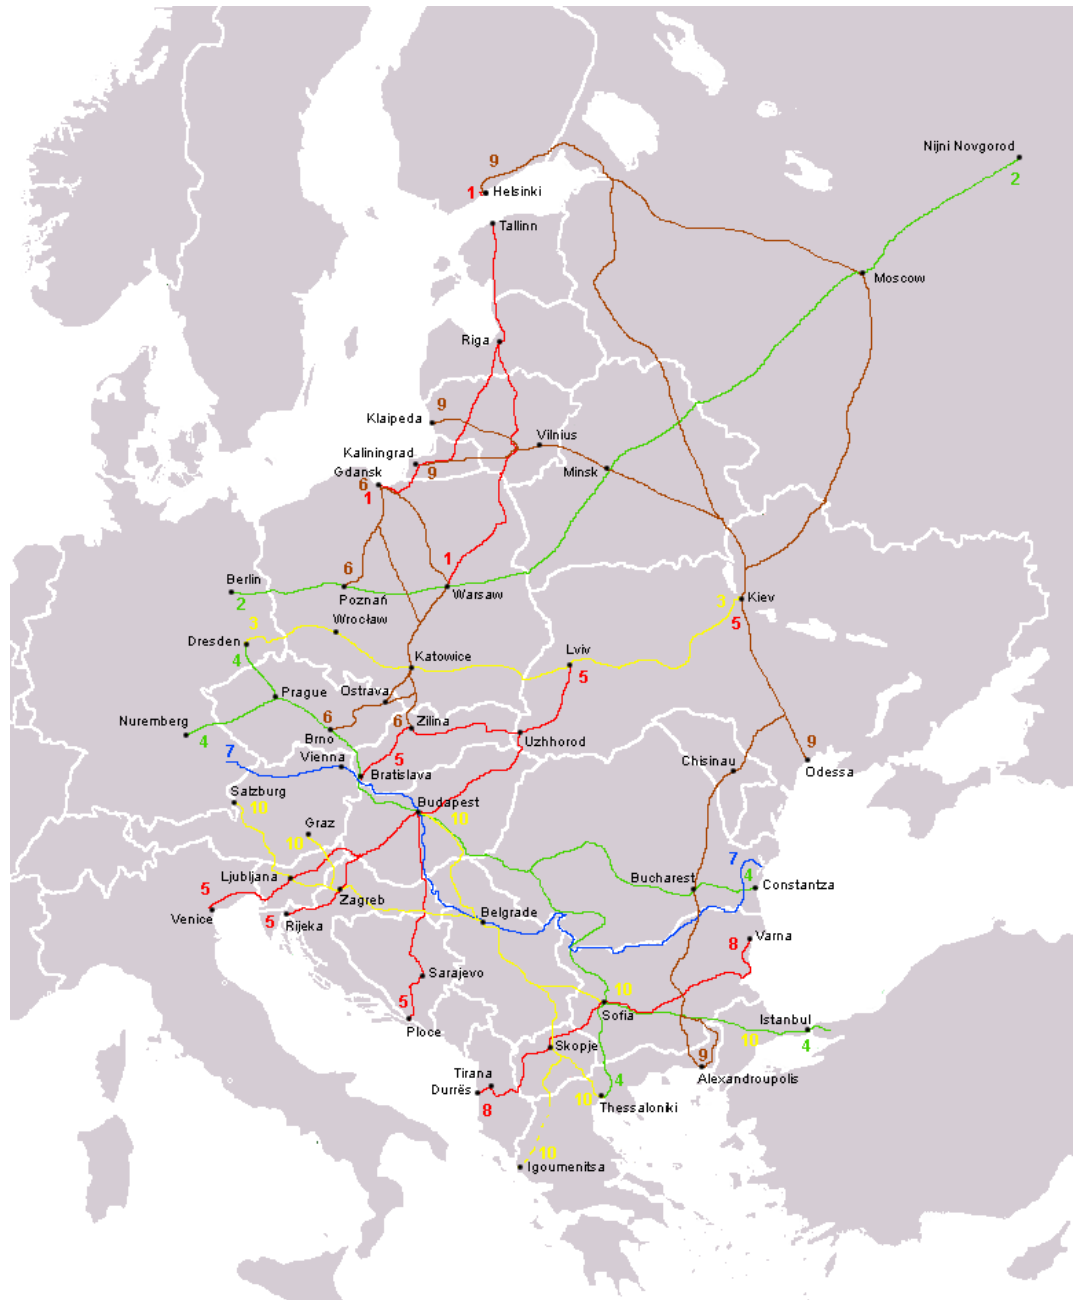 Nijni Novgorod
9
2
1
Helsinki
Tallinn
Moscow
Riga
9
Klaipeda
Vilnius
Kaliningrad
Gdansk
9
Minsk
6
1
1
6
Berlin
Poznań
Warsaw
2
3
Kiev
3
Wrocław
5
Dresden
4
Katowice
Lviv
5
Prague
Ostrava
Nuremberg
4
6
Brno
6
Zilina
Uzhhorod
7
Vienna
5
Bratislava
9
Odessa
Chisinau
Salzburg
10
Budapest
10
Graz
10
7
4
Ljubljana
Bucharest
Constantza
5
Venice
Zagreb
5
Rijeka
Belgrade
Varna
8
Sarajevo
5
Ploce
10
Sofia
Istanbul
10
4
Skopje
9
Alexandroupolis
Tirana
Durrës
8
4
10
Thessaloniki
10
Igoumenitsa